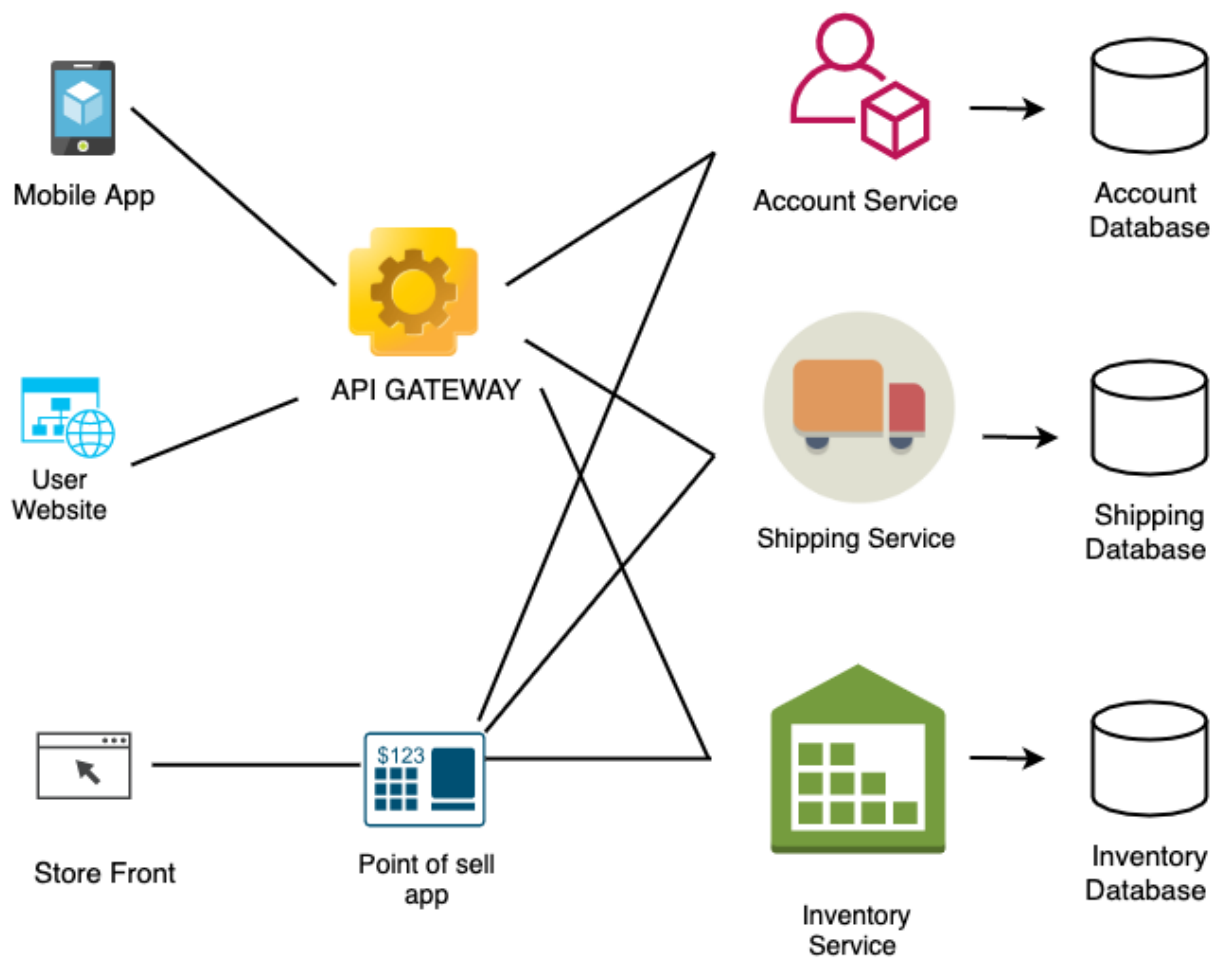 Mobile App
User
Website
API GATEWAY
Store Front
$123
Point of sell
app
Account Service
Account
Database
Shipping Service
Shipping
Database
Inventory
Service
Inventory
Database